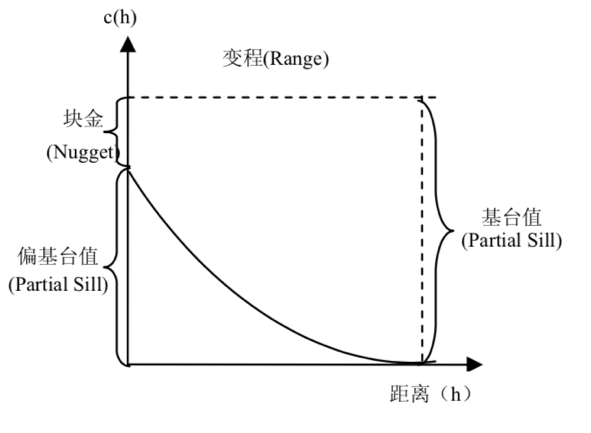 c(h)
变程(Range)
块金
(Nugget)
偏基台值
(Partial Sill)
基台值
(Partial Sill)
距离（h）